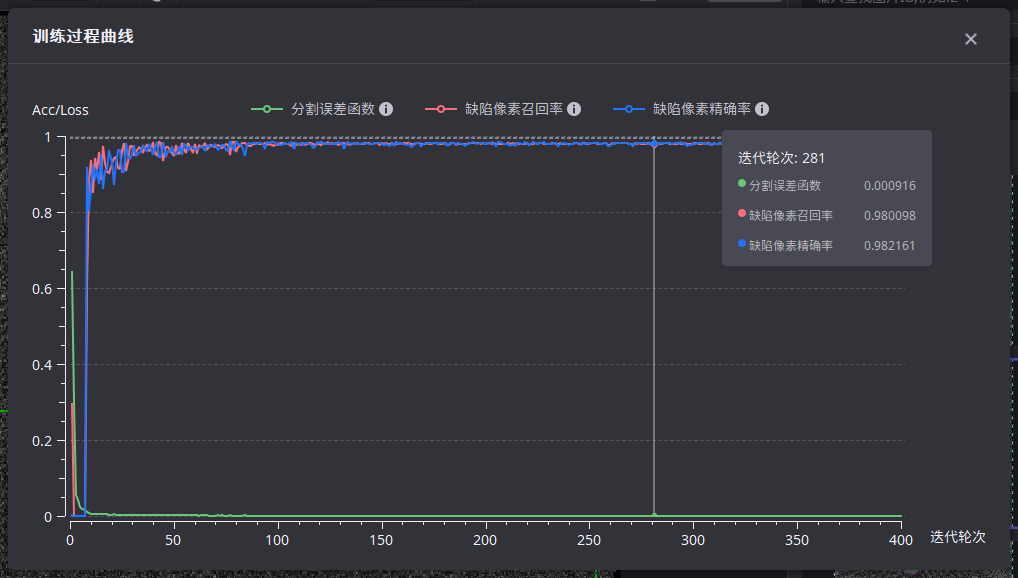 训练过程曲线
Acc/Loss
分割误差函数 缺陷像素召回率 缺陷像素精确率
1
0.8
0.6
0.4
0.2
0
迭代轮次: 281
分割误差函数 0.000916
缺陷像素召回率 0.980098
缺陷像素精确率 0.982161
0 50 100 150 200 250 300 350 400 迭代轮次